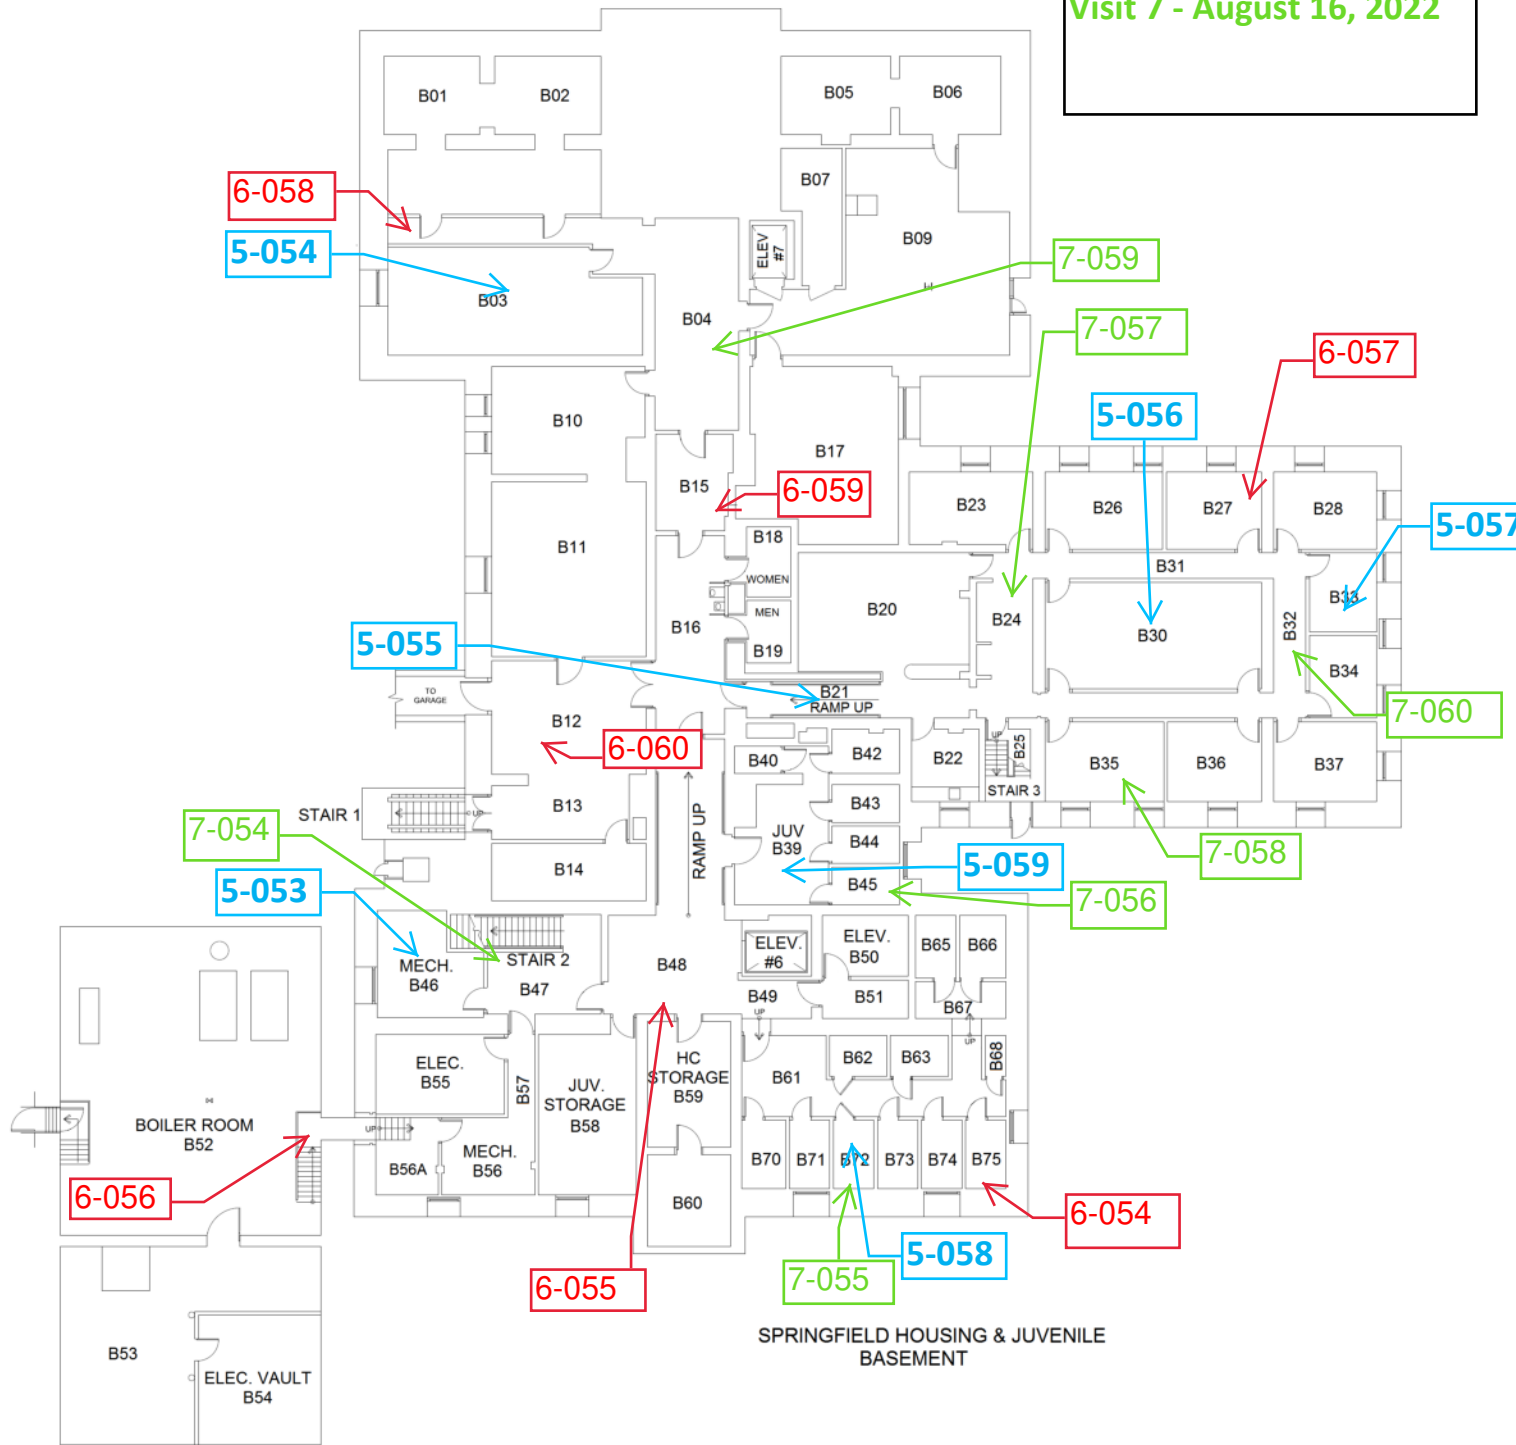 Visit 7 - August 16, 2022
B01
B02
B05
B06
B07
6-058
5-054
B03
ELEV
#7
B09
7-059
B04
7-057
6-057
5-056
B10
B17
B15
6-059
B23
B26
B27
B28
5-057
B11
B18
WOMEN
MEN
B19
B16
B20
B24
B31
B30
B32
B33
B34
5-055
TO
GARAGE
B21
RAMP UP
7-060
B12
6-060
B40
B42
B22
UP
B25
STAIR 3
B35
B36
B37
STAIR 1
UP
B13
RAMP UP
JUV
B39
B43
B44
B45
7-054
B14
5-059
7-058
7-056
5-053
MECH.
B46
STAIR 2
B47
B48
ELEV.
#6
ELEV.
B50
B65
B66
B49
B51
B67
UP
UP
ELEC.
B55
B57
JUV.
STORAGE
B58
HC
STORAGE
B59
B61
B62
B63
B68
BOILER ROOM
B52
UP
B56A
MECH.
B56
B70
B71
B72
B73
B74
B75
6-056
B60
6-054
6-055
7-055
5-058
B53
ELEC. VAULT
B54
SPRINGFIELD HOUSING & JUVENILE
BASEMENT